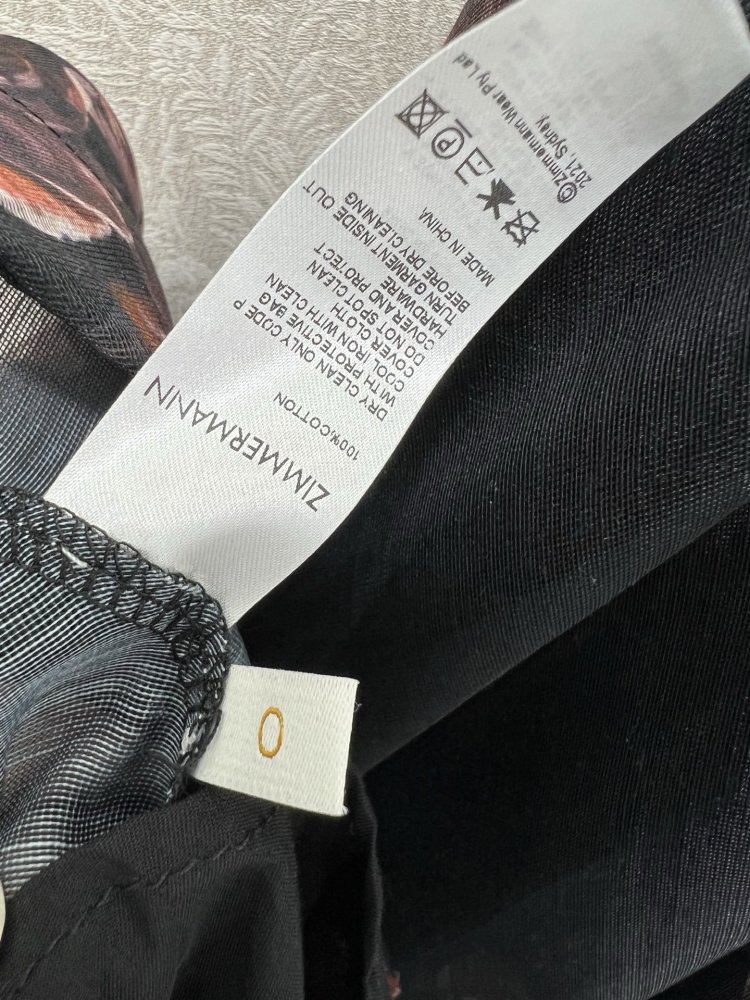 ZIMMERMANN
100%,COTTON
DRY CLEAN ONLY CODE P
WITH PROTECTIVE BAG
COOL IRON WITH CLEAN
COVER CLOTH
DO NOT SPOT CLEAN
COVER AND PROTECT
HARDWARE
TURN GARMENT INSIDE OUT
BEFORE DRY CLEANING
MADE IN CHINA
P
©Zimmermann Wear Pty Lad
2021, Sydney,
0